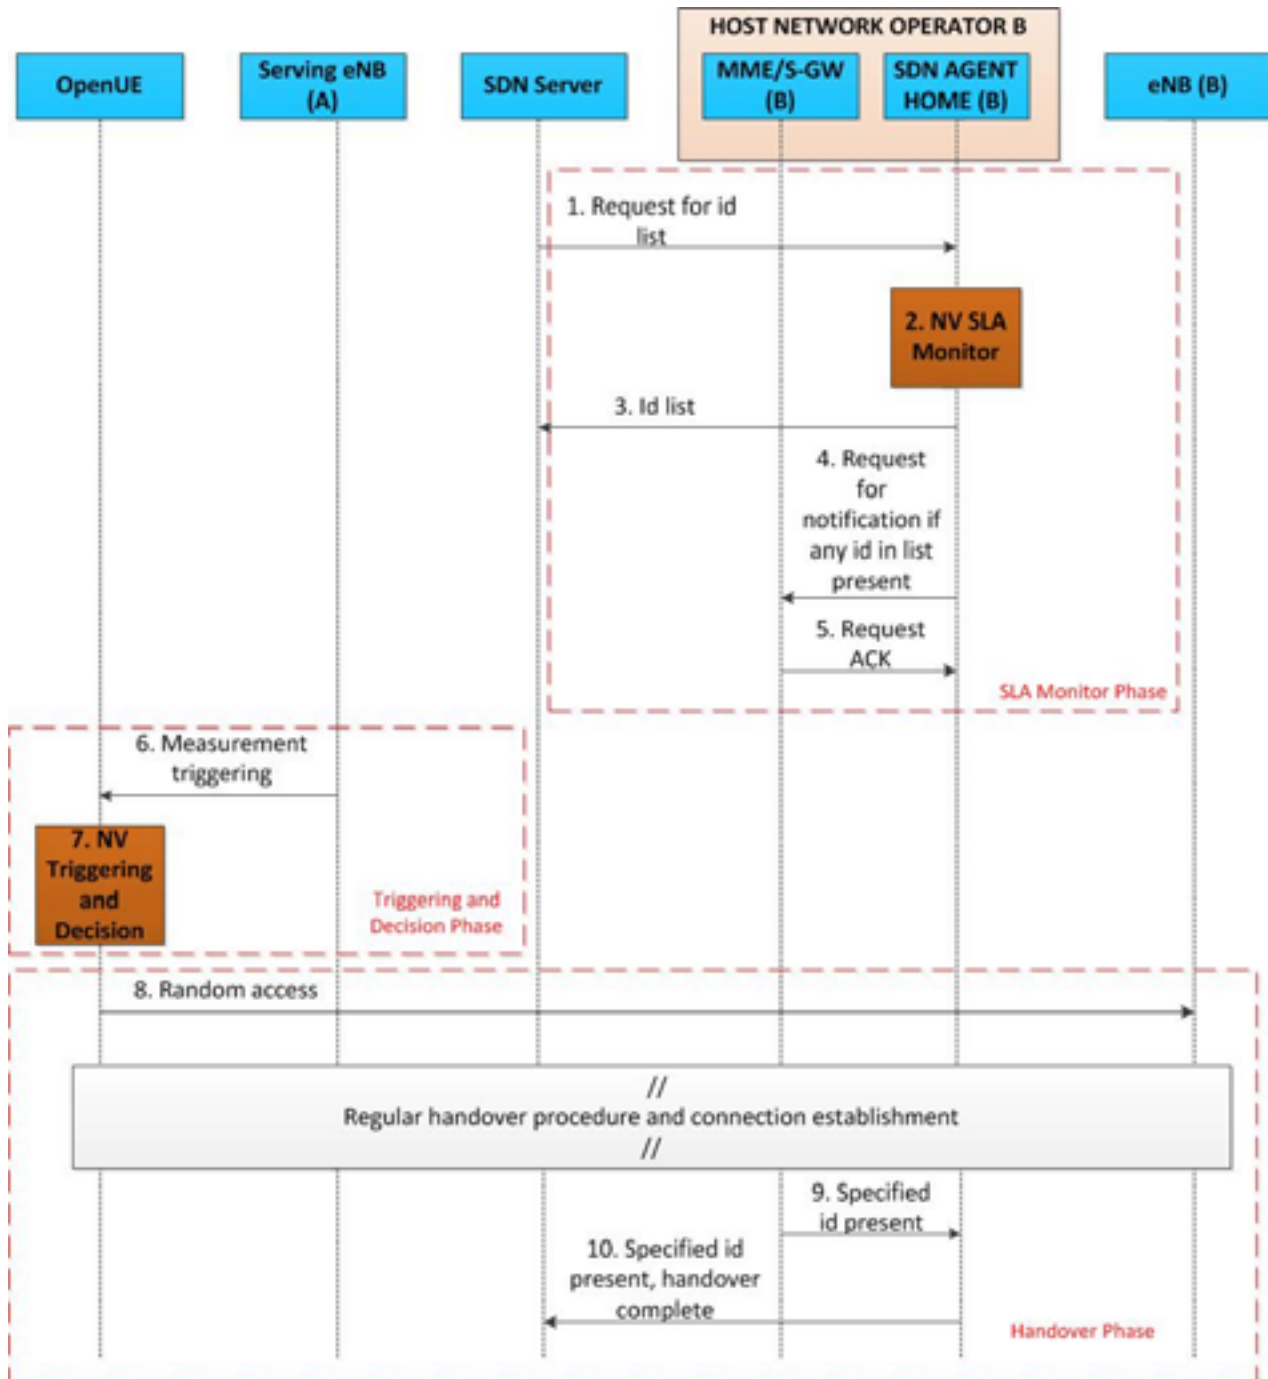 HOST NETWORK OPERATOR B
OpenUE
Serving eNB
(A)
SDN Server
MME/S-GW
(B)
SDN AGENT
HOME (B)
eNB (B)
1. Request for id
list
2. NV SLA
Monitor
3. Id list
4. Request
for
notification if
any id in list
present
5. Request
ACK
SLA Monitor Phase
6. Measurement
triggering
7. NV
Triggering
and
Decision
Triggering and
Decision Phase
8. Random access
//
Regular handover procedure and connection establishment
//
9. Specified
id present
10. Specified id
present, handover
complete
Handover Phase